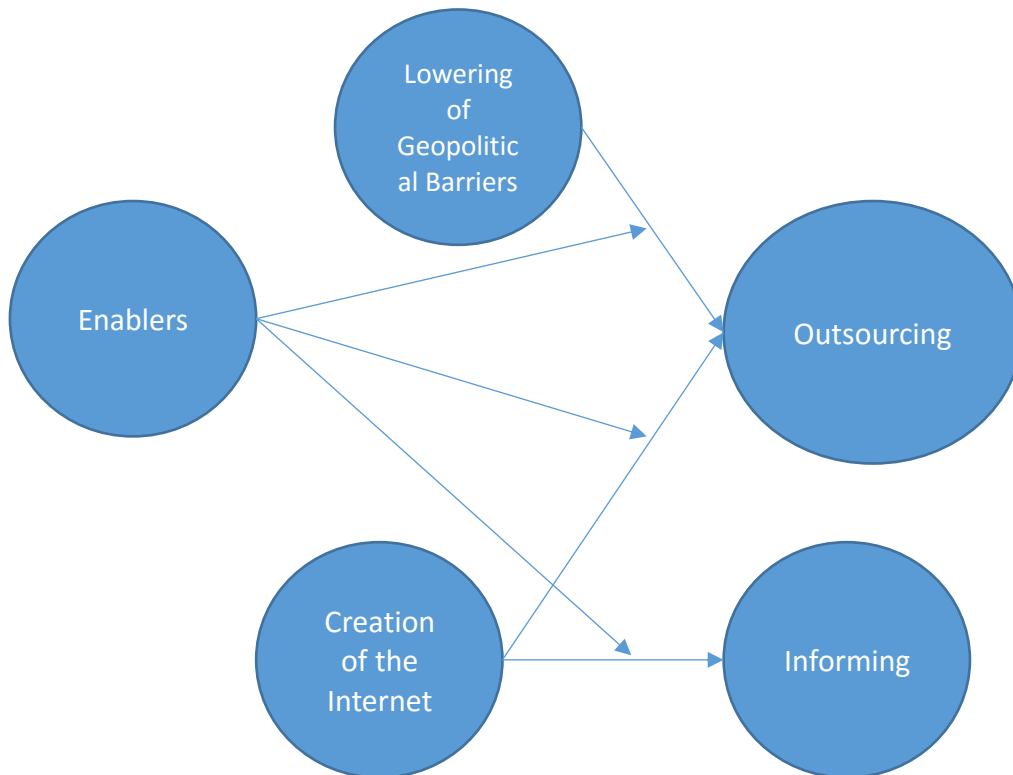 Lowering
of
Geopolitic
al Barriers
Enablers
Outsourcing
Creation
of the
Internet
Informing